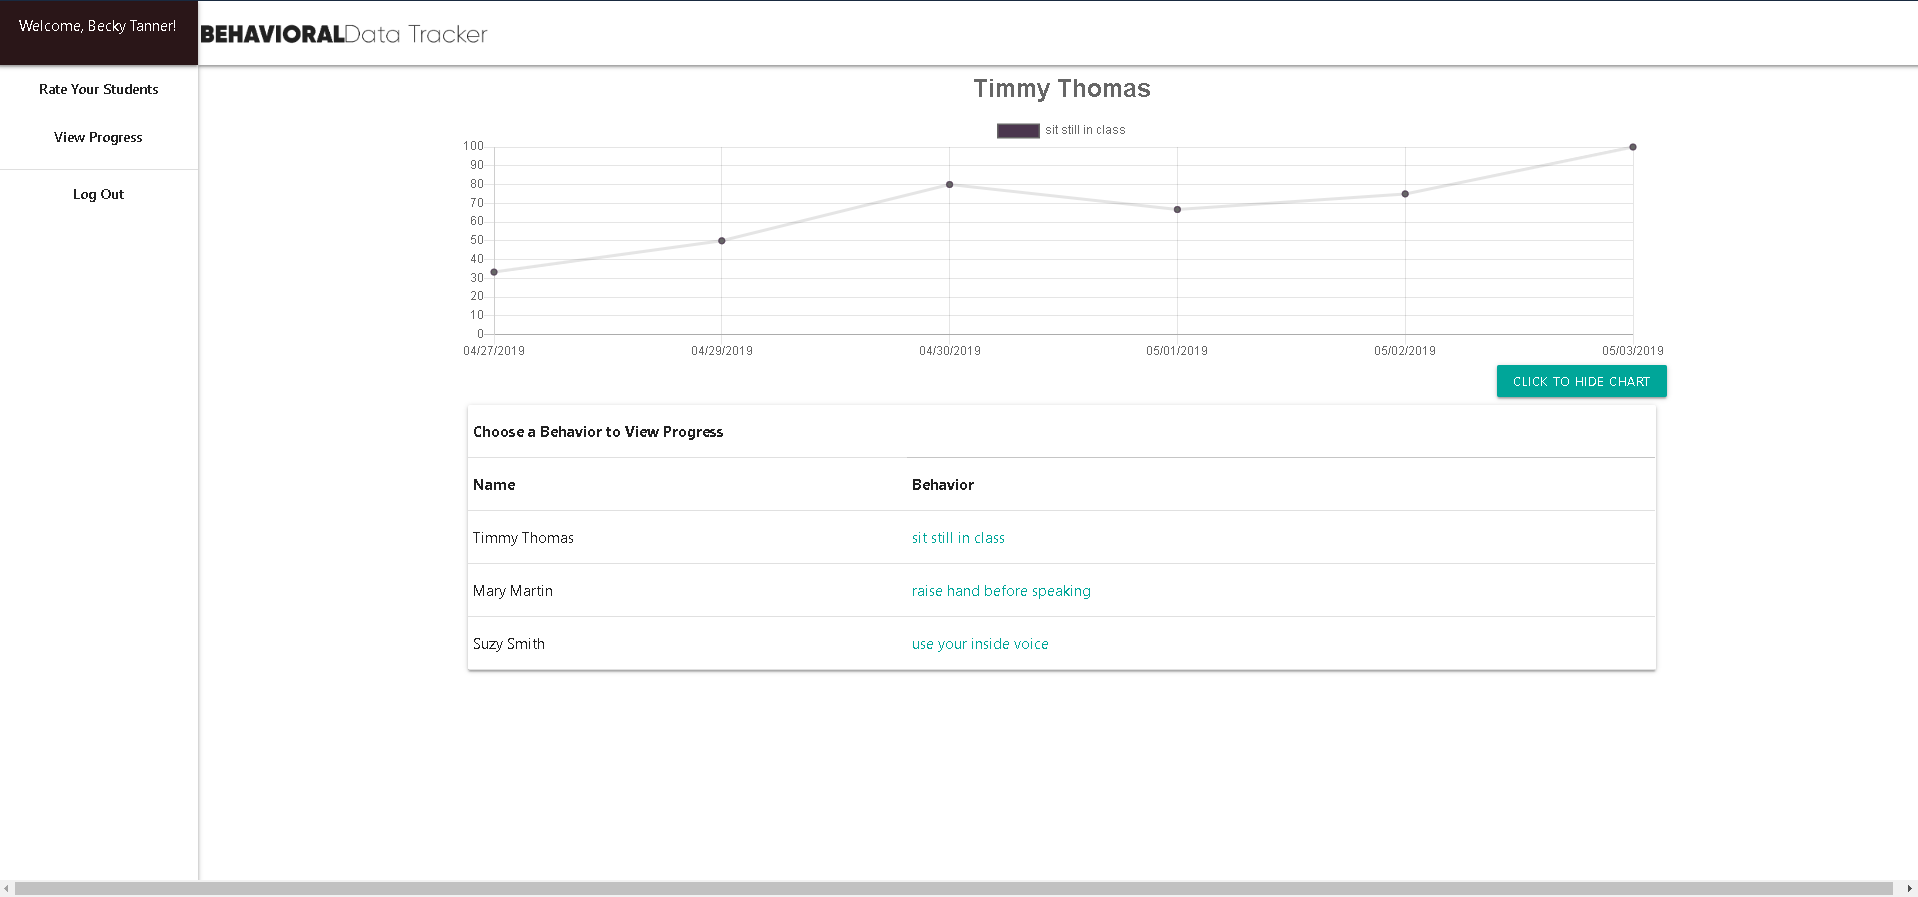 Welcome, Becky Tanner!
BEHAVIORALData Tracker
Rate Your Students
View Progress
Log Out
Timmy Thomas
sit still in class
100
90
80
70
60
50
40
30
20
10
0
04/27/2019 04/29/2019 04/30/2019 05/01/2019 05/02/2019 05/03/2019
CLICK TO HIDE CHART
Choose a Behavior to View Progress
Name Behavior
Timmy Thomas sit still in class
Mary Martin raise hand before speaking
Suzy Smith use your inside voice